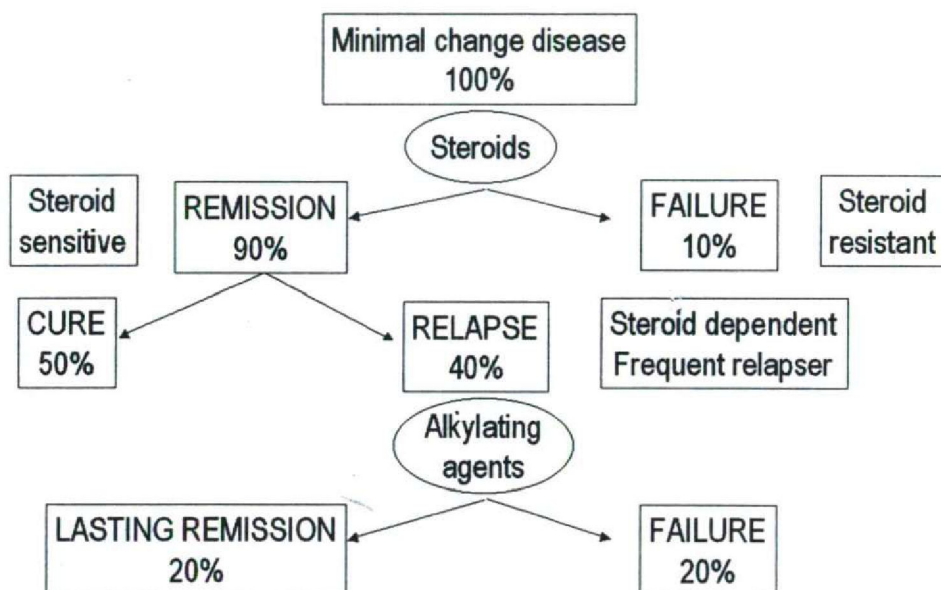 Minimal change disease
100%
Steroids
Steroid
sensitive
REMISSION
90%
FAILURE
10%
Steroid
resistant
CURE
50%
RELAPSE
40%
Steroid dependent
Frequent relapser
Alkylating
agents
LASTING REMISSION
20%
FAILURE
20%